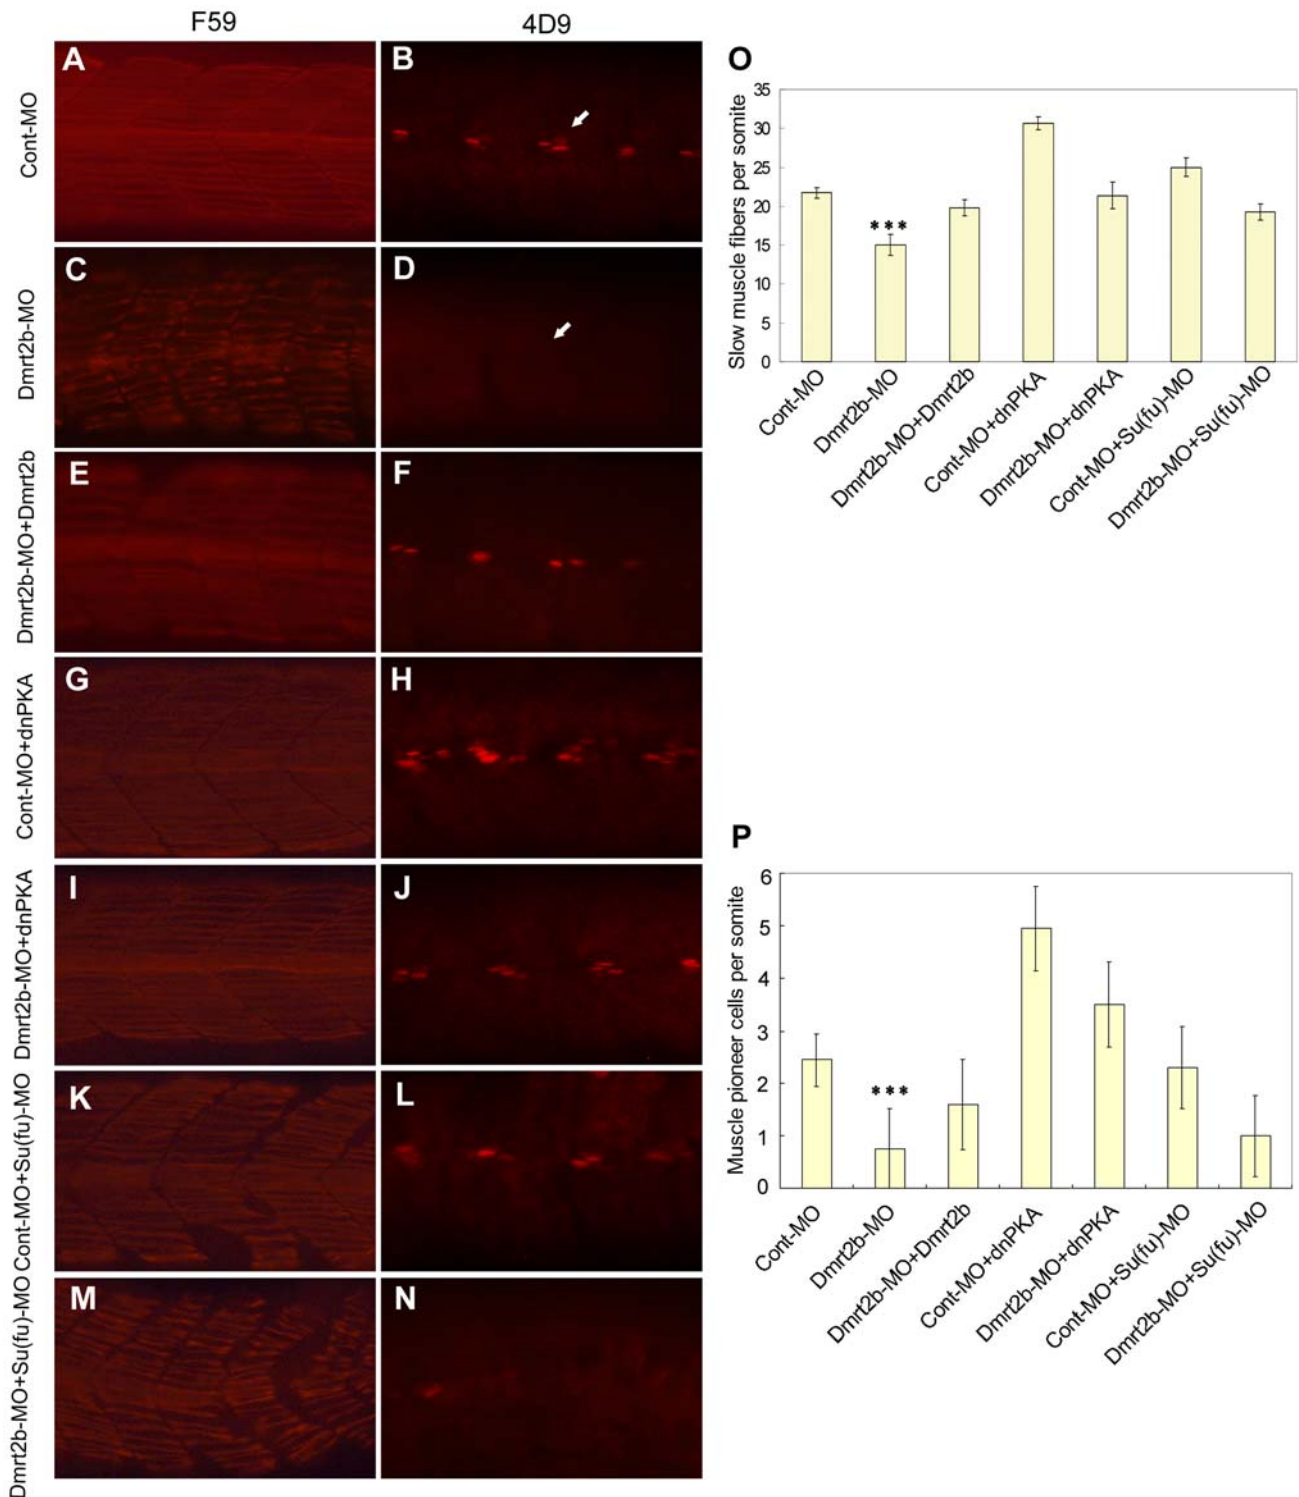 F59
4D9
Cont-MO
A
B
Dmrt2b-MO
C
D
Dmrt2b-MO+Dmrt2b
E
F
Cont-MO+dnPKA
G
H
Dmrt2b-MO+dnPKA
I
J
Cont-MO+Su(fu)-MO
K
L
Dmrt2b-MO+Su(fu)-MO
M
N
O
Slow muscle fibers per somite
35
30
25
20
15
10
5
0
***
Cont-MO
Dmrt2b-MO
Dmrt2b-MO+Dmrt2b
Cont-MO+dnPKA
Dmrt2b-MO+dnPKA
Cont-MO+Su(fu)-MO
Dmrt2b-MO+Su(fu)-MO
P
Muscle pioneer cells per somite
6
5
4
3
2
1
0
***
Cont-MO
Dmrt2b-MO
Dmrt2b-MO+Dmrt2b
Cont-MO+dnPKA
Dmrt2b-MO+dnPKA
Cont-MO+Su(fu)-MO
Dmrt2b-MO+Su(fu)-MO